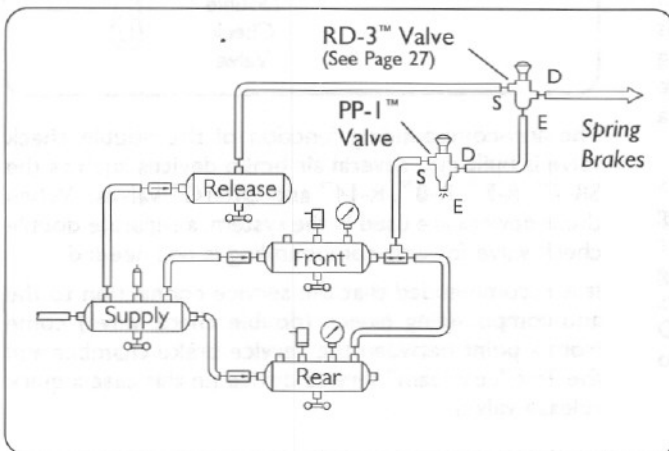 RD-3™ Valve
(See Page 27)
D
S
E
PP-1™
Valve
D
S
E
Spring
Brakes
Release
Front
Supply
Rear